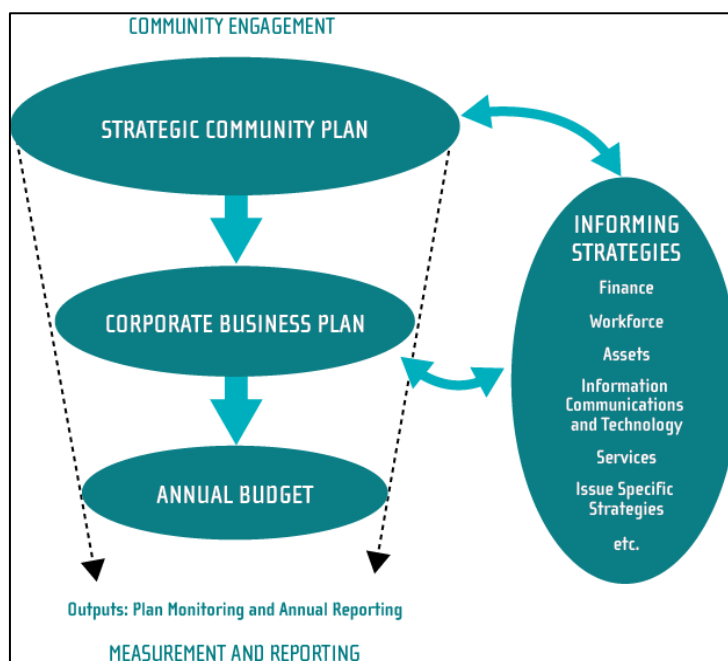 COMMUNITY ENGAGEMENT
STRATEGIC COMMUNITY PLAN
CORPORATE BUSINESS PLAN
ANNUAL BUDGET
INFORMING
STRATEGIES
Finance
Workforce
Assets
Information
Communications
and Technology
Services
Issue Specific
Strategies
etc.
Outputs: Plan Monitoring and Annual Reporting
MEASUREMENT AND REPORTING